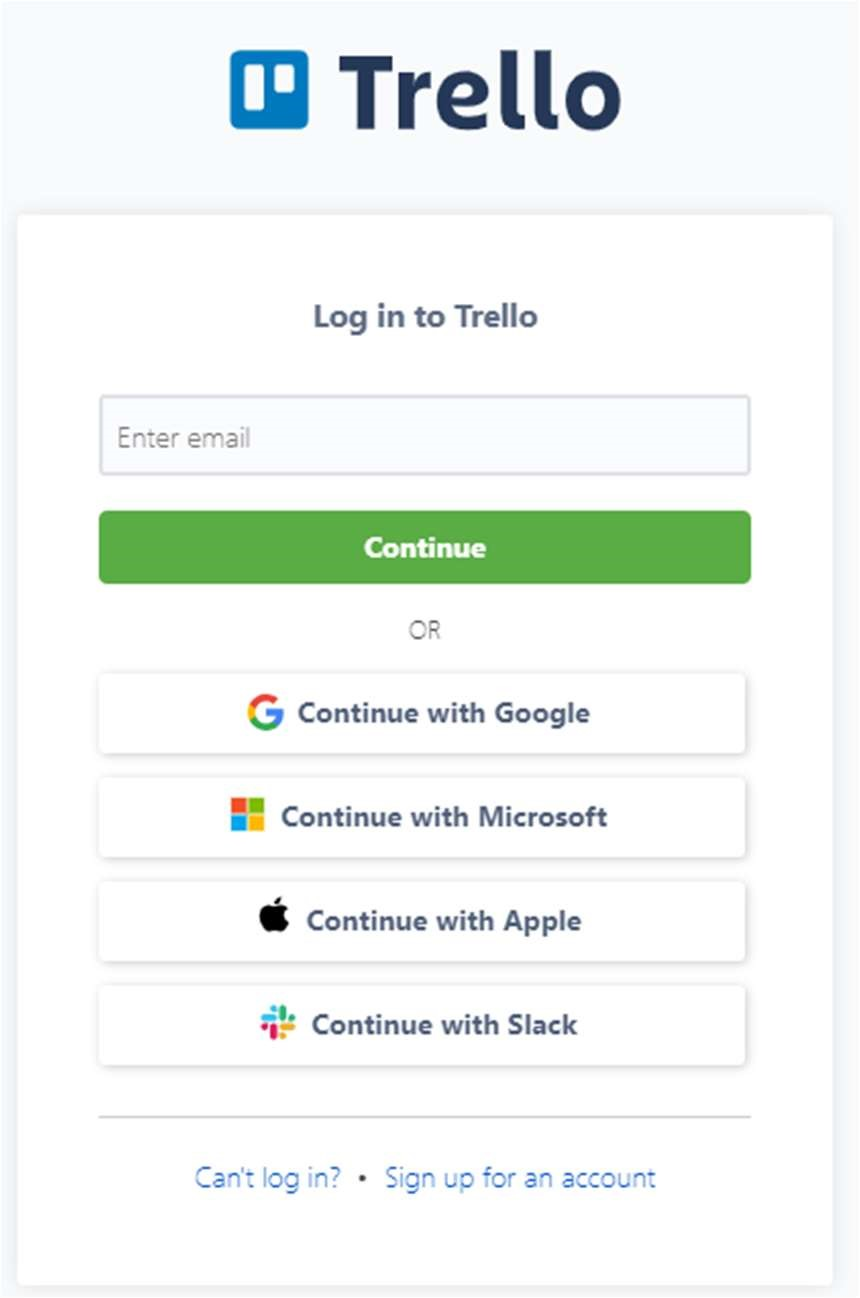 Trello
Log in to Trello
Enter email
Continue
OR
Continue with Google
Continue with Microsoft
Continue with Apple
Continue with Slack
Can't log in? • Sign up for an account